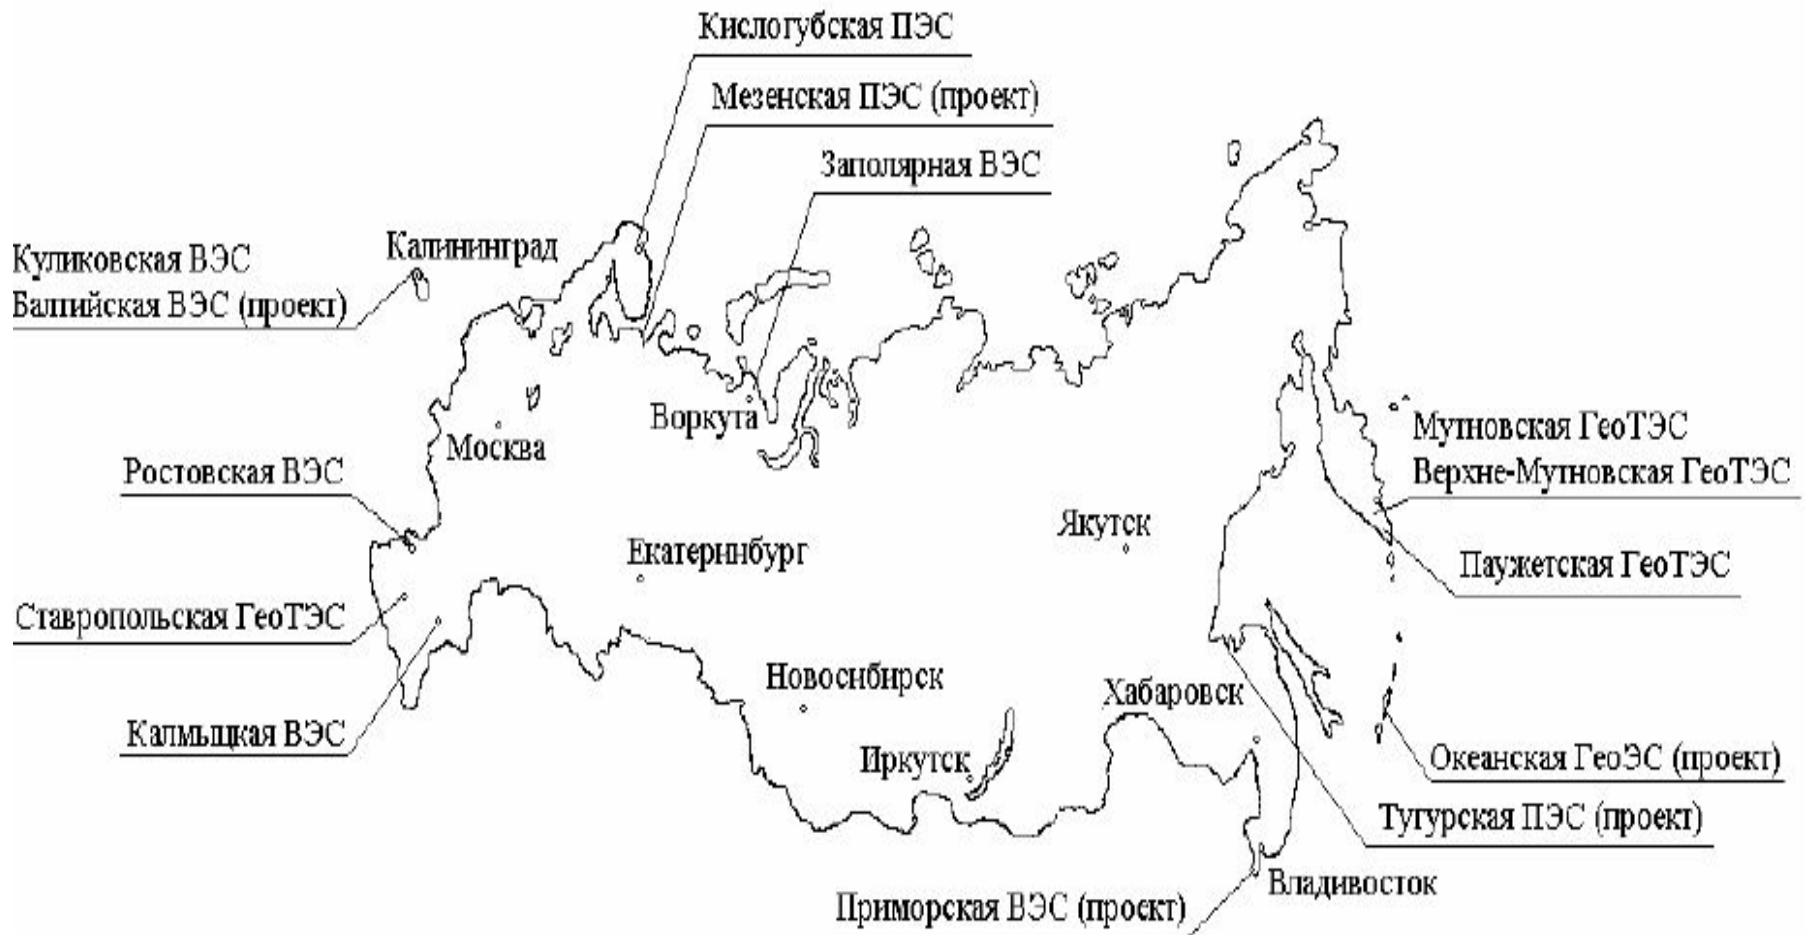 Кислогубская ПЭС
Мезенская ПЭС (проект)
Заполярная ВЭС
Калининград
Куликовская ВЭС
Балтийская ВЭС (проект)
Воркута
Москва
Мутновская ГеоТЭС
Верхне-Мутновская ГеоТЭС
Ростовская ВЭС
Якутск
Екатеринбург
Паужетская ГеоТЭС
Ставропольская ГеоТЭС
Новосибирск
Хабаровск
Калмыцкая ВЭС
Иркутск
Океанская ГеоЭС (проект)
Тугурская ПЭС (проект)
Владивосток
Приморская ВЭС (проект)